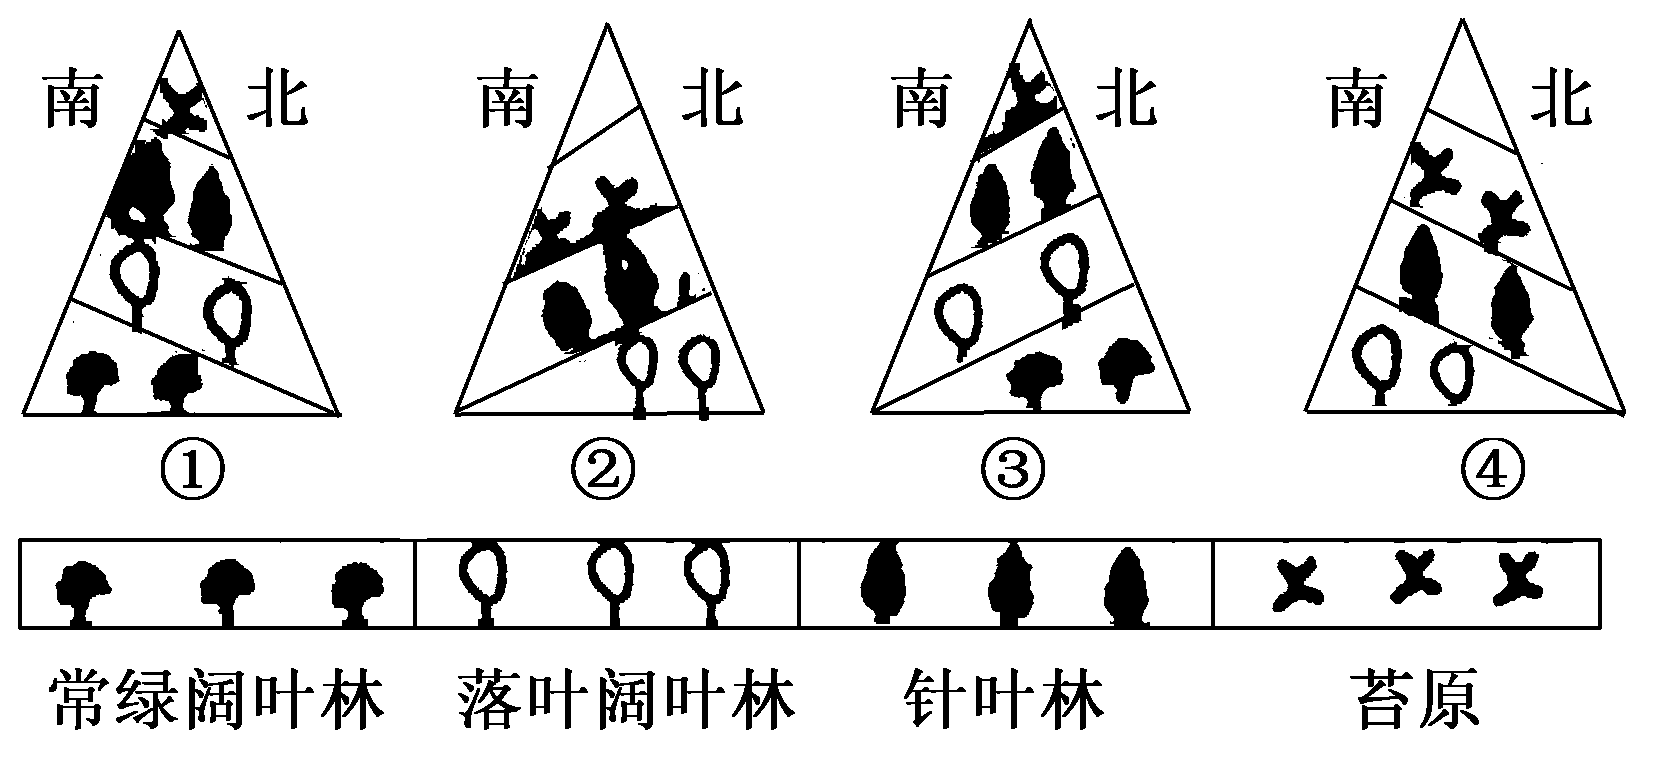 南 北 南 北 南 北 南 北
① ② ③ ④
常绿阔叶林 落叶阔叶林 针叶林 苔原